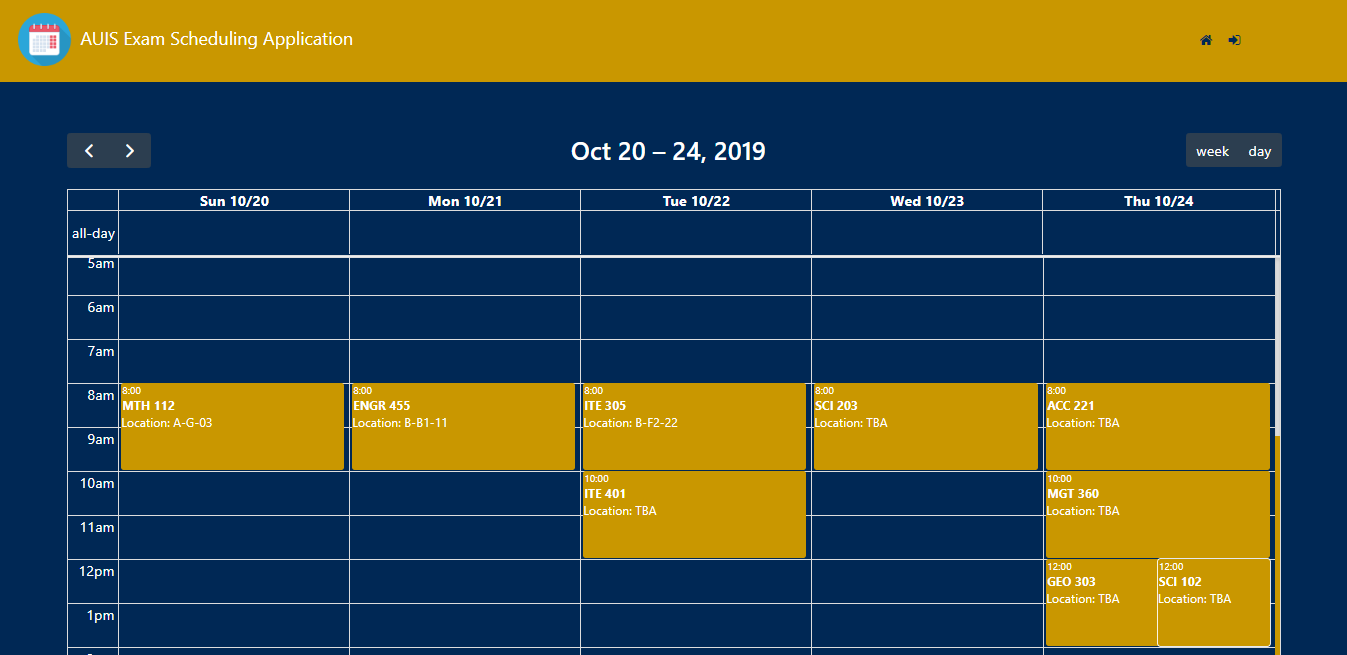 AUIS Exam Scheduling Application
Oct 20 – 24, 2019
week day
Sun 10/20 Mon 10/21 Tue 10/22 Wed 10/23 Thu 10/24
all-day
5am
6am
7am
8am
9am
10am
11am
12pm
1pm
8:00
MTH 112
Location: A-G-03
8:00
ENGR 455
Location: B-B1-11
8:00
ITE 305
Location: B-F2-22
10:00
ITE 401
Location: TBA
8:00
SCI 203
Location: TBA
8:00
ACC 221
Location: TBA
10:00
MGT 360
Location: TBA
12:00
GEO 303
Location: TBA
12:00
SCI 102
Location: TBA